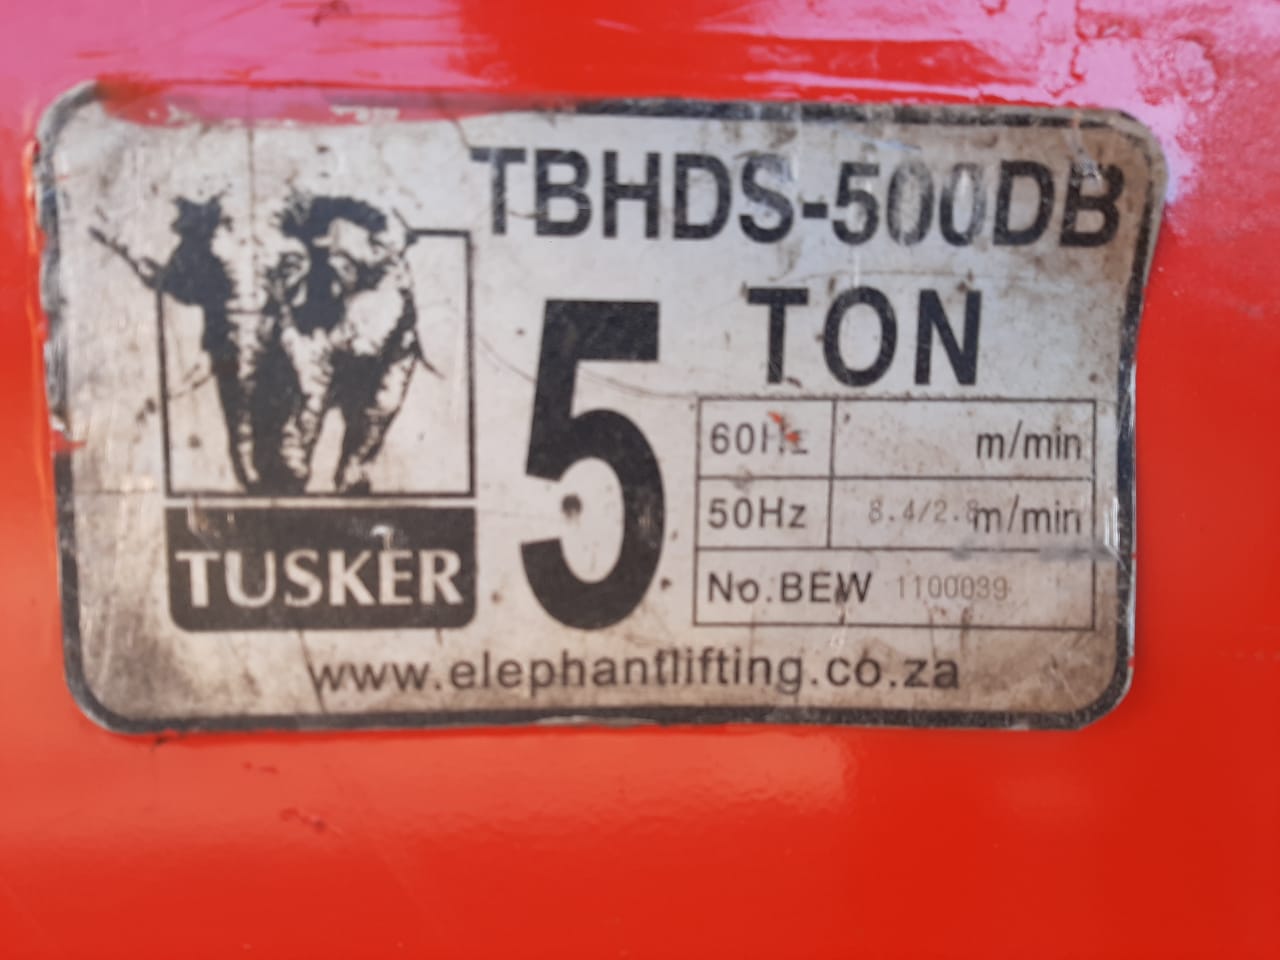 TBHDS-500DB
5 TON
60Hz m/min
50Hz 8.4/2.8 m/min
No.BEW 1100039
TUSKER
www.elephantlifting.co.za